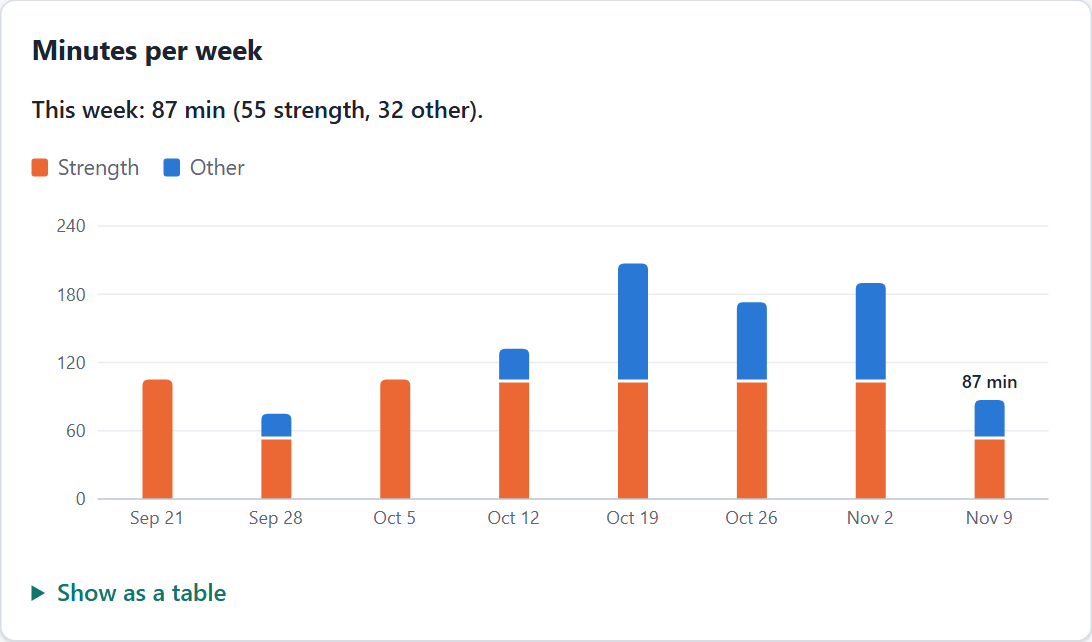 Minutes per week
This week: 87 min (55 strength, 32 other).
Strength Other
240
180
120
60
0
87 min
Sep 21 Sep 28 Oct 5 Oct 12 Oct 19 Oct 26 Nov 2 Nov 9
Show as a table